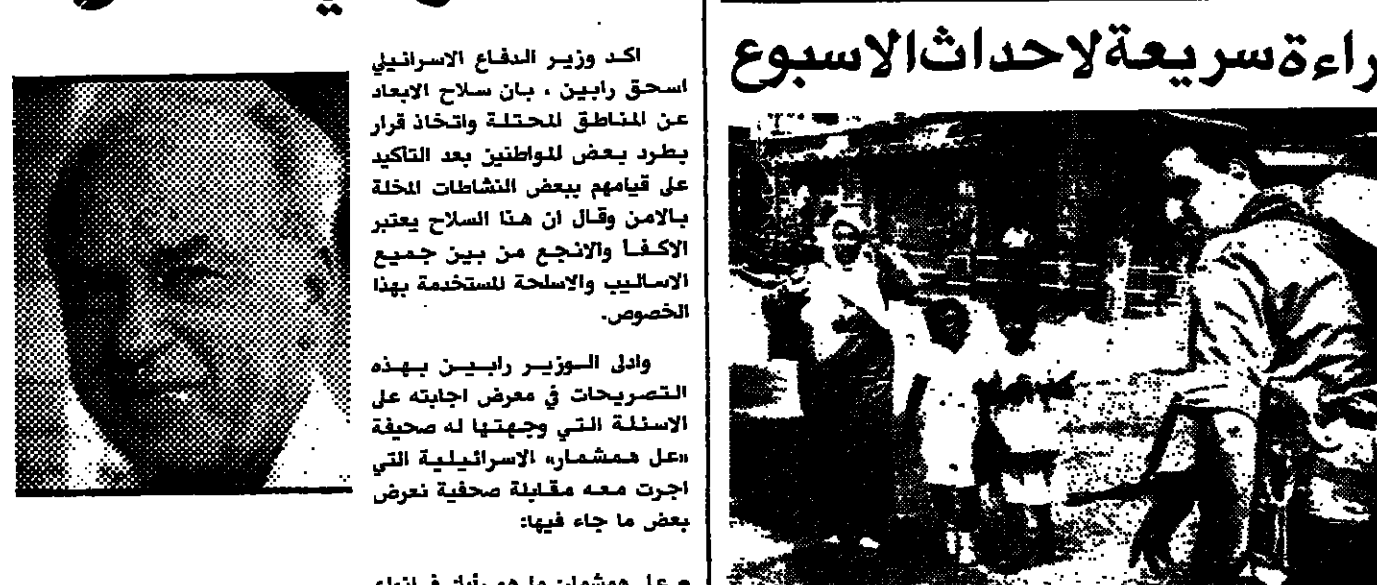 راءة سريعة لاحداث الاسبوع
اكد وزير الدفاع الاسرائيلي
اسحق رابين ، بان سلاح الابعاد
عن المناطق المحتلة واتخاذ قرار
بطرد بعض المواطنين بعد التاكيد
على قيامهم ببعض النشاطات المخلة
بالامن وقال ان هذا السلاح يعتبر
الاكفأ والانجع من بين جميع
الاساليب والاسلحة المستخدمة بهذا
الخصوص.
وادلى الوزير رابين بهذه
التصريحات في معرض اجابته على
الاسئلة التي وجهتها له صحيفة
«عل همشمار» الاسرائيلية التي
اجرت معه مقابلة صحفية نعرض
بعض ما جاء فيها: